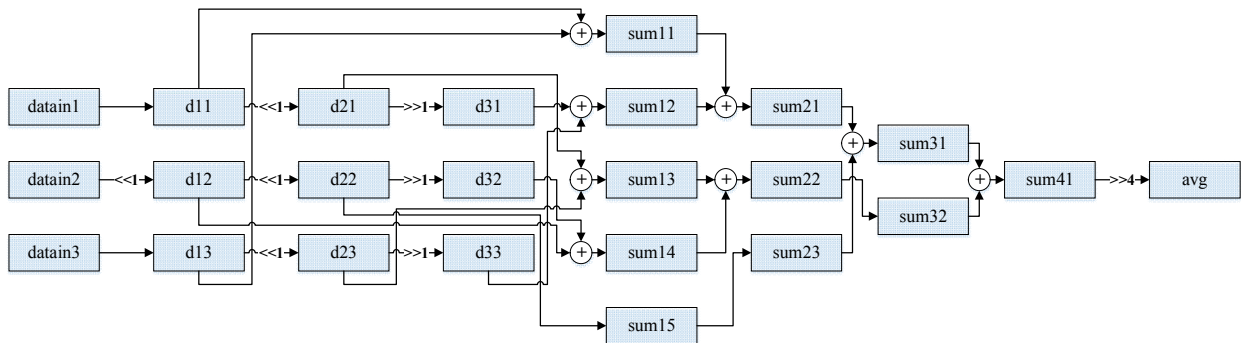 + sum11
datain1 d11 <<1 d21 >>1 d31 + sum12 + sum21
+ sum31
datain2 <<1 d12 <<1 d22 >>1 d32 + sum13 + sum22 + sum41 >>4 avg
sum32
datain3 d13 <<1 d23 >>1 d33 + sum14 sum23
sum15